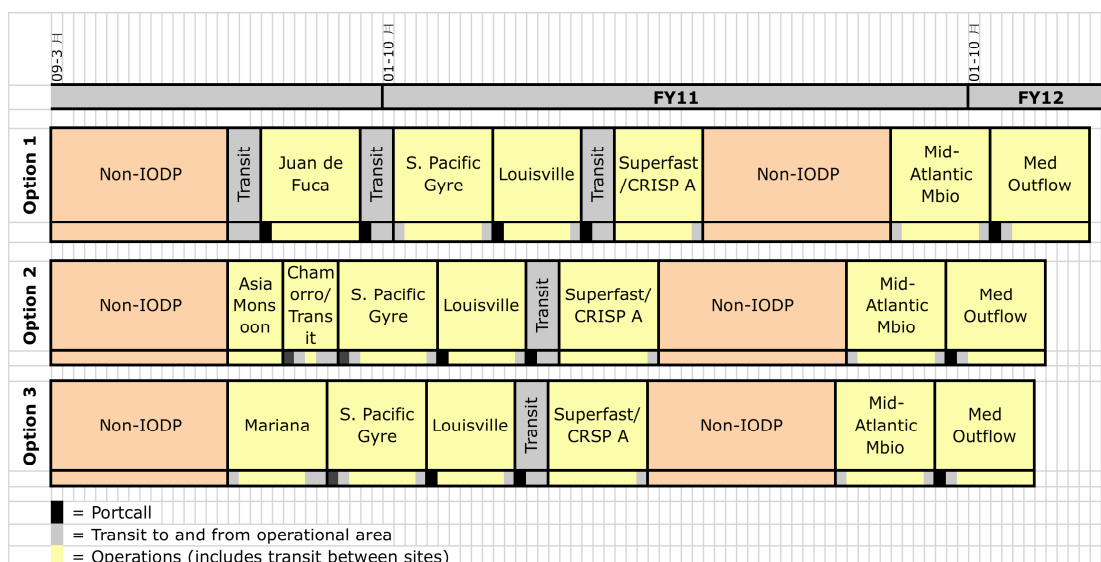 09-3 月
01-10 月
01-10 月
FY11
FY12
Option 1
Non-IODP
Transit
Juan de
Fuca
Transit
S. Pacific
Gyre
Louisville
Transit
Superfast
/CRISP A
Non-IODP
Mid-
Atlantic
Mbio
Med
Outflow
Option 2
Non-IODP
Asia
Mons
oon
Cham
orro/
Trans
it
S. Pacific
Gyre
Louisville
Transit
Superfast/
CRISP A
Non-IODP
Mid-
Atlantic
Mbio
Med
Outflow
Option 3
Non-IODP
Mariana
S. Pacific
Gyre
Louisville
Transit
Superfast/
CRSP A
Non-IODP
Mid-
Atlantic
Mbio
Med
Outflow
= Portcall
= Transit to and from operational area
= Operations (includes transit between sites)